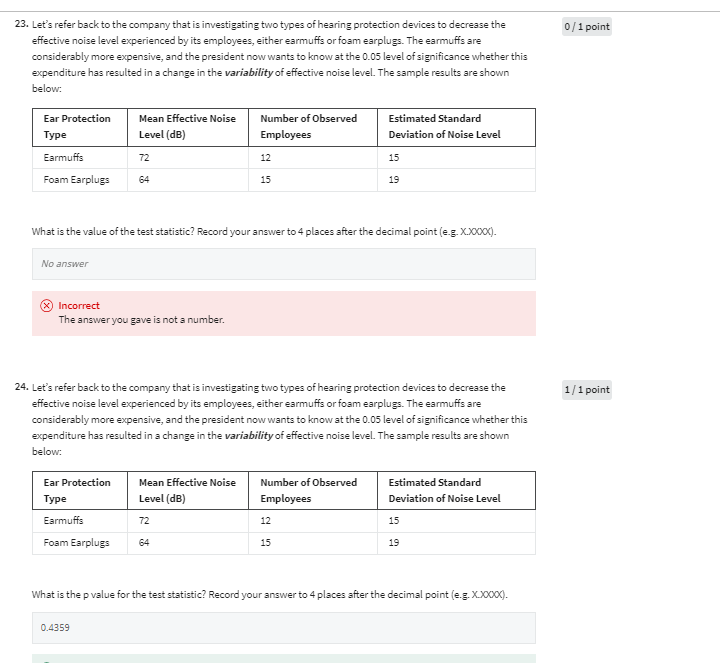 23. Let's refer back to the company that is investigating two types of hearing protection devices to decrease the
0 / 1 point
effective noise level experienced by its employees, either earmuffs or foam earplugs. The earmuffs are
considerably more expensive, and the president now wants to know at the 0.05 level of significance whether this
expenditure has resulted in a change in the variability of effective noise level. The sample results are shown
below:
Ear Protection Mean Effective Noise Number of Observed Estimated Standard
Type Level (dB) Employees Deviation of Noise Level
Earmuffs 72 12 15
Foam Earplugs 64 15 19
What is the value of the test statistic? Record your answer to 4 places after the decimal point (e.g. X.XXXX).
No answer
Incorrect
The answer you gave is not a number.
24. Let's refer back to the company that is investigating two types of hearing protection devices to decrease the
1 / 1 point
effective noise level experienced by its employees, either earmuffs or foam earplugs. The earmuffs are
considerably more expensive, and the president now wants to know at the 0.05 level of significance whether this
expenditure has resulted in a change in the variability of effective noise level. The sample results are shown
below:
Ear Protection Mean Effective Noise Number of Observed Estimated Standard
Type Level (dB) Employees Deviation of Noise Level
Earmuffs 72 12 15
Foam Earplugs 64 15 19
What is the p value for the test statistic? Record your answer to 4 places after the decimal point (e.g. X.XXXX).
0.4359